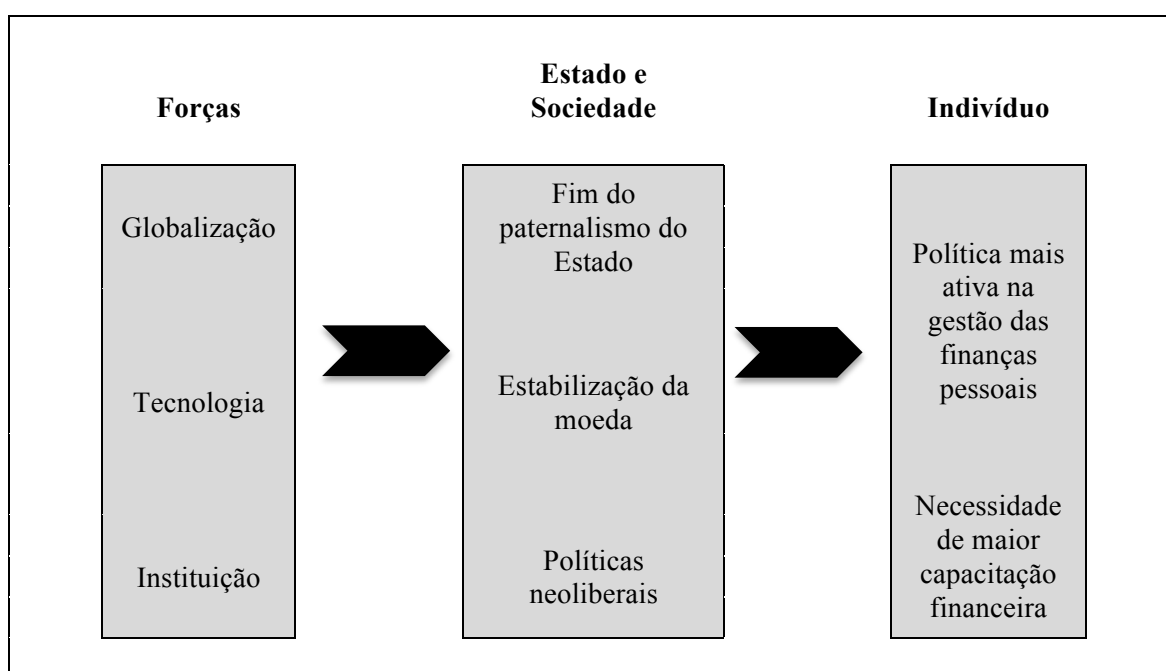 Forças
Globalização
Tecnologia
Instituição
Estado e
Sociedade
Fim do
paternalismo do
Estado
Estabilização da
moeda
Políticas
neoliberais
Indivíduo
Política mais
ativa na
gestão das
finanças
pessoais
Necessidade
de maior
capacitação
financeira